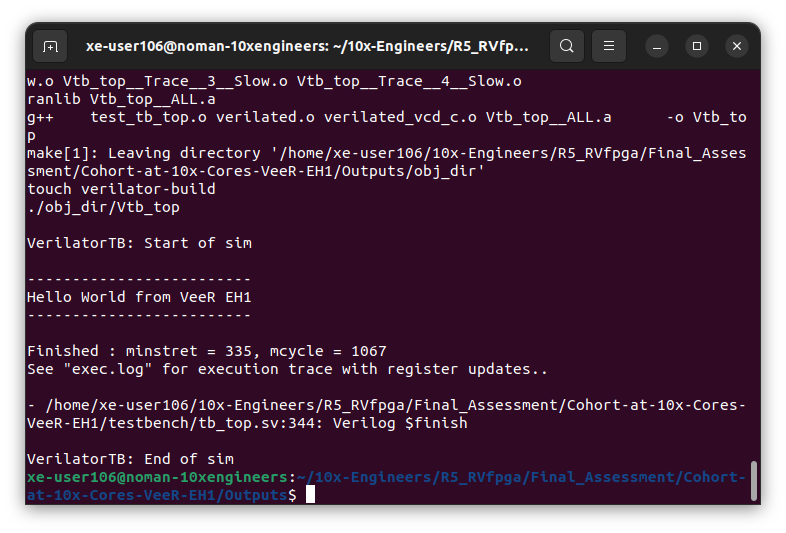 xe-user106@noman-10xengineers: ~/10x-Engineers/R5_RVfp...
w.o Vtb_top__Trace__3__Slow.o Vtb_top__Trace__4__Slow.o
ranlib Vtb_top__ALL.a
g++    test_tb_top.o verilated.o verilated_vcd_c.o Vtb_top__ALL.a      -o Vtb_to
p
make[1]: Leaving directory '/home/xe-user106/10x-Engineers/R5_RVfpga/Final_Asses
sment/Cohort-at-10x-Cores-VeeR-EH1/Outputs/obj_dir'
touch verilator-build
./obj_dir/Vtb_top
VerilatorTB: Start of sim
-------------------------
Hello World from VeeR EH1
-------------------------
Finished : minstret = 335, mcycle = 1067
See "exec.log" for execution trace with register updates..
- /home/xe-user106/10x-Engineers/R5_RVfpga/Final_Assessment/Cohort-at-10x-Cores-
VeeR-EH1/testbench/tb_top.sv:344: Verilog $finish
VerilatorTB: End of sim
xe-user106@noman-10xengineers:~/10x-Engineers/R5_RVfpga/Final_Assessment/Cohort-
at-10x-Cores-VeeR-EH1/Outputs$